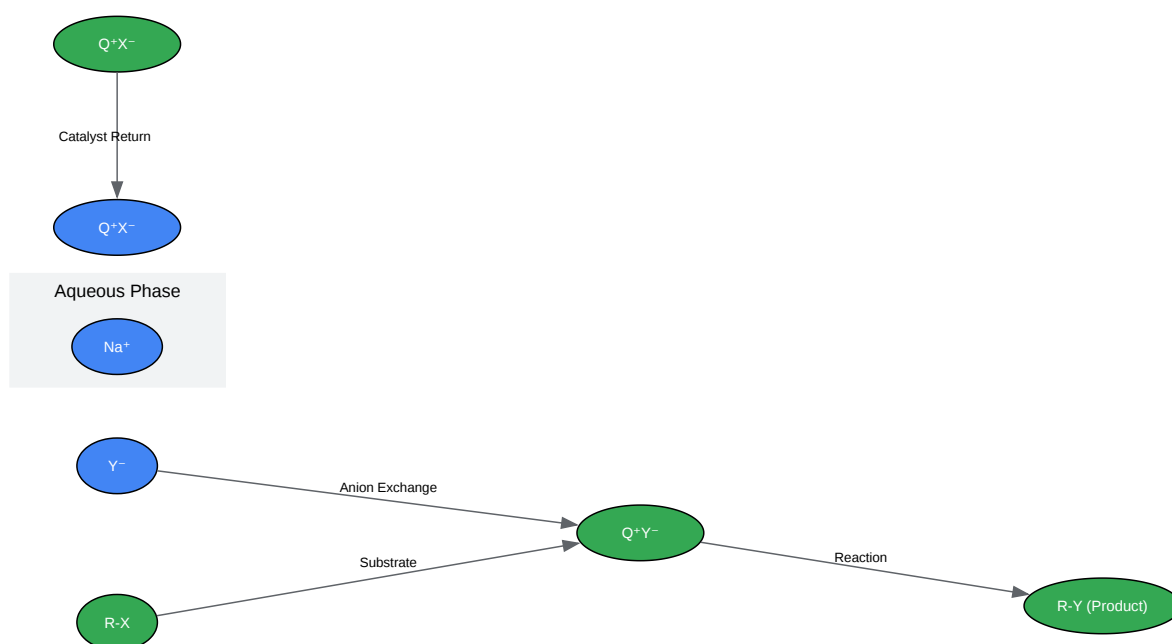 Q⁺X⁻
Catalyst Return
Q⁺X⁻
Aqueous Phase
Na⁺
Y⁻
Anion Exchange
Q⁺Y⁻
Substrate
Reaction
R-X
R-Y (Product)